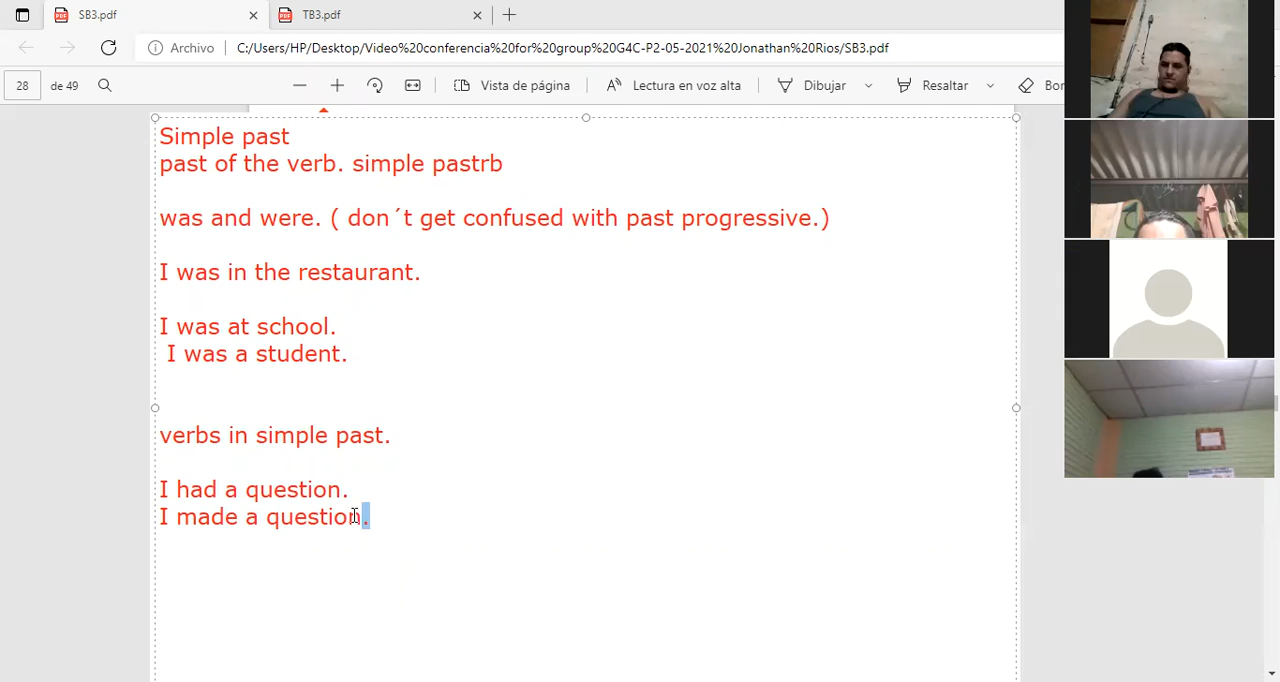 SB3.pdf
TB3.pdf
Archivo
C:/Users/HP/Desktop/Video%20conferencia%20for%20group%20G4C-P2-05-2021%20Jonathan%20Rios/SB3.pdf
28 de 49
Vista de página
Lectura en voz alta
Dibujar
Resaltar
Bor
Simple past
past of the verb. simple pastrb
was and were. ( don´t get confused with past progressive.)
I was in the restaurant.
I was at school.
I was a student.
verbs in simple past.
I had a question.
I made a question.